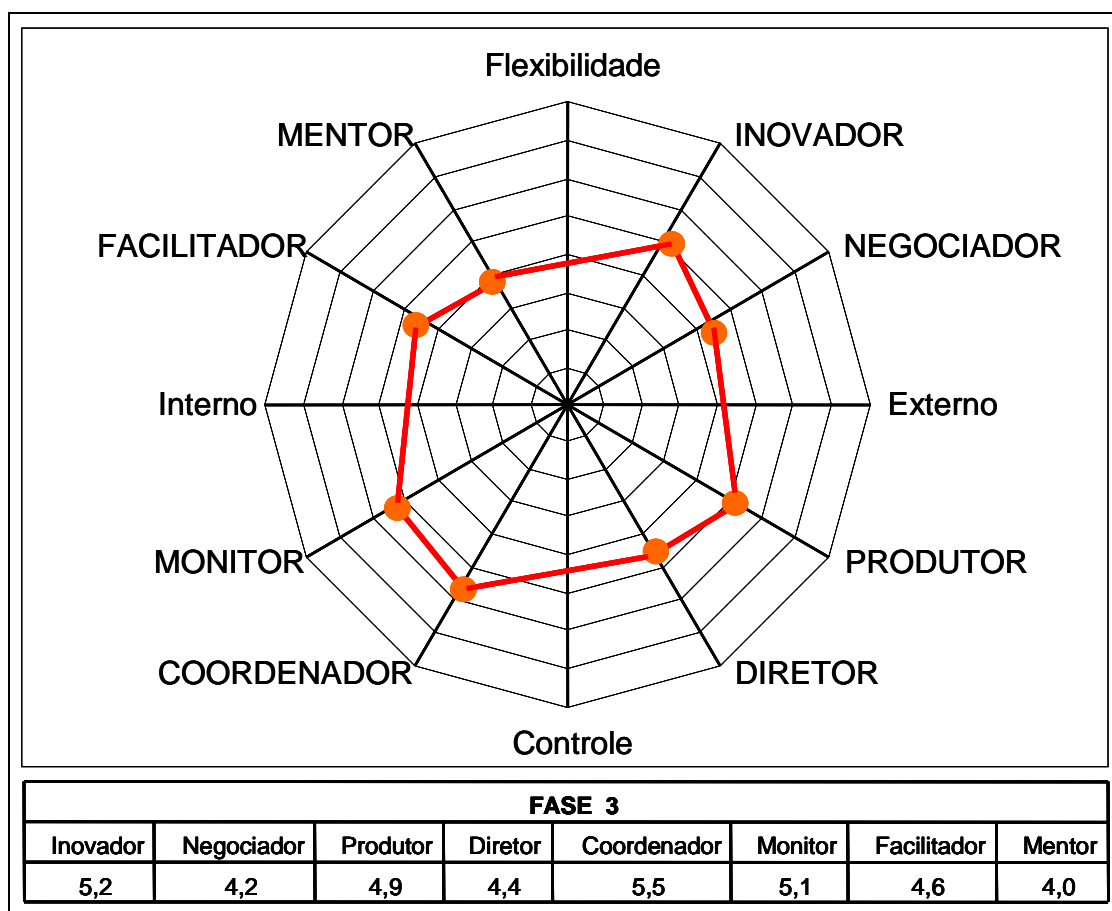 Flexibilidade
MENTOR INOVADOR
FACILITADOR NEGOCIADOR
Interno Externo
MONITOR PRODUTOR
COORDENADOR DIRETOR
Controle
FASE 3
Inovador Negociador Produtor Diretor Coordenador Monitor Facilitador Mentor
5,2 4,2 4,9 4,4 5,5 5,1 4,6 4,0